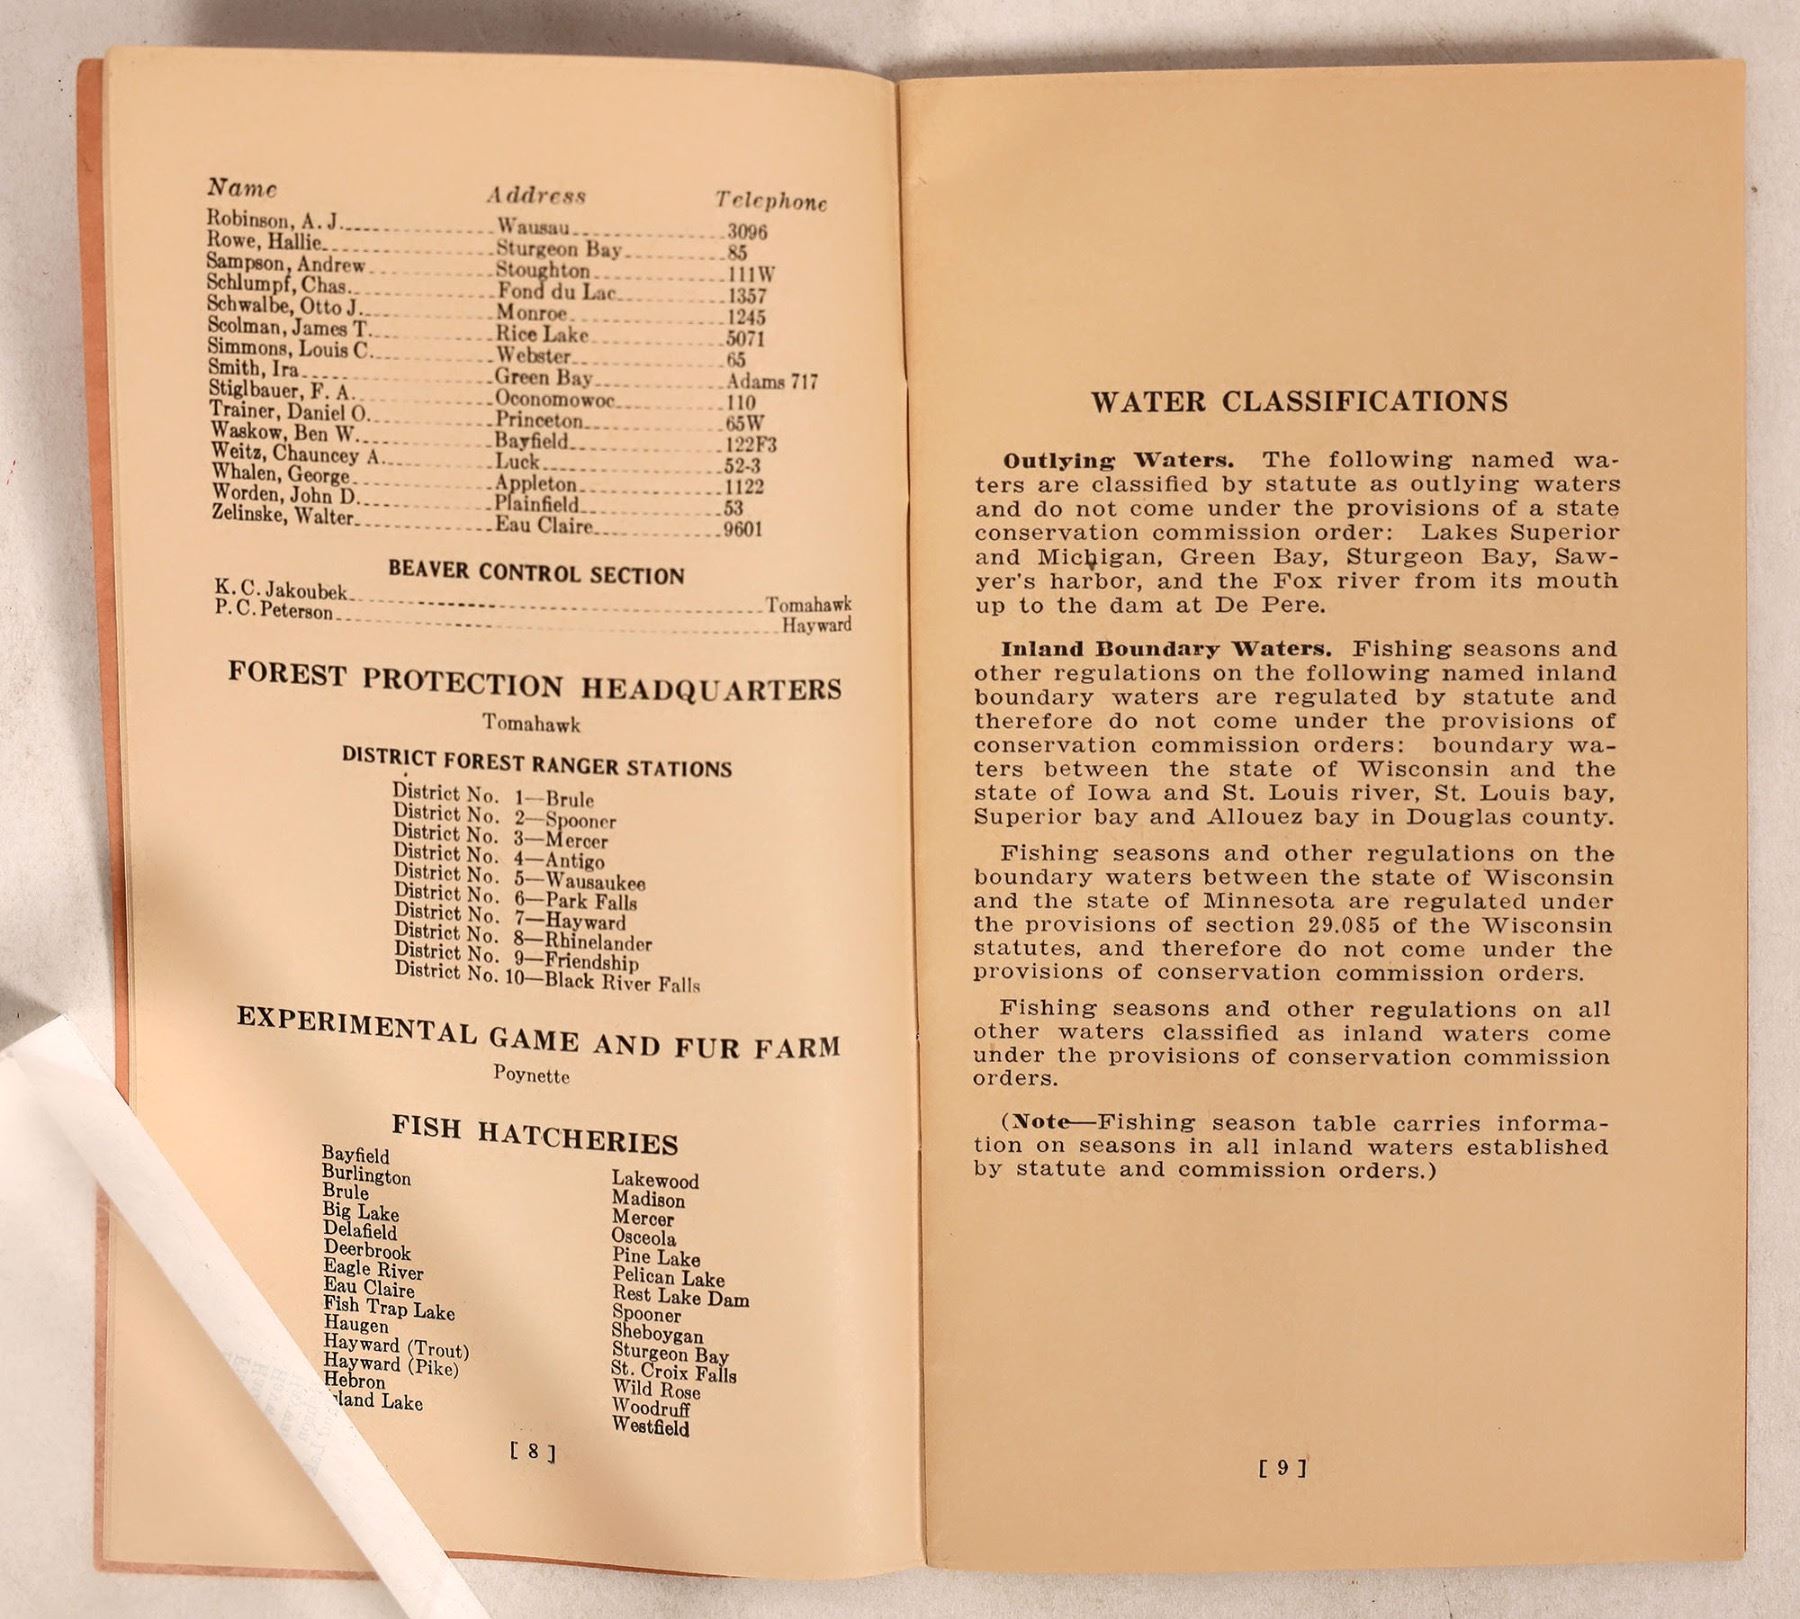 Name Address Telephone
Robinson, A. J. Wausau 3096
Rowe, Hallie Sturgeon Bay 85
Sampson, Andrew Stoughton 111W
Schlumpf, Chas. Fond du Lac 1357
Schwalbe, Otto J. Monroe 1245
Scolman, James T. Rice Lake 5071
Simmons, Louis C. Webster 65
Smith, Ira Green Bay Adams 717
Stiglbauer, F. A. Oconomowoc 110
Trainer, Daniel O. Princeton 65W
Waskow, Ben W. Bayfield 122F3
Weitz, Chauncey A. Luck 52-3
Whalen, George Appleton 1122
Worden, John D. Plainfield 53
Zelinske, Walter Eau Claire 9601
BEAVER CONTROL SECTION
K. C. Jakoubek Tomahawk
P. C. Peterson Hayward
FOREST PROTECTION HEADQUARTERS
Tomahawk
DISTRICT FOREST RANGER STATIONS
District No. 1—Brule
District No. 2—Spooner
District No. 3—Mercer
District No. 4—Antigo
District No. 5—Wausaukee
District No. 6—Park Falls
District No. 7—Hayward
District No. 8—Rhinelander
District No. 9—Friendship
District No. 10—Black River Falls
EXPERIMENTAL GAME AND FUR FARM
Poynette
FISH HATCHERIES
Bayfield
Burlington
Brule
Big Lake
Delafield
Deerbrook
Eagle River
Eau Claire
Fish Trap Lake
Haugen
Hayward (Trout)
Hayward (Pike)
Hebron
land Lake
Lakewood
Madison
Mercer
Osceola
Pine Lake
Pelican Lake
Rest Lake Dam
Spooner
Sheboygan
Sturgeon Bay
St. Croix Falls
Wild Rose
Woodruff
Westfield
[ 8 ]
WATER CLASSIFICATIONS
Outlying Waters. The following named wa-
ters are classified by statute as outlying waters
and do not come under the provisions of a state
conservation commission order: Lakes Superior
and Michigan, Green Bay, Sturgeon Bay, Saw-
yer's harbor, and the Fox river from its mouth
up to the dam at De Pere.
Inland Boundary Waters. Fishing seasons and
other regulations on the following named inland
boundary waters are regulated by statute and
therefore do not come under the provisions of
conservation commission orders: boundary wa-
ters between the state of Wisconsin and the
state of Iowa and St. Louis river, St. Louis bay,
Superior bay and Allouez bay in Douglas county.
Fishing seasons and other regulations on the
boundary waters between the state of Wisconsin
and the state of Minnesota are regulated under
the provisions of section 29.085 of the Wisconsin
statutes, and therefore do not come under the
provisions of conservation commission orders.
Fishing seasons and other regulations on all
other waters classified as inland waters come
under the provisions of conservation commission
orders.
(Note—Fishing season table carries informa-
tion on seasons in all inland waters established
by statute and commission orders.)
[ 9 ]